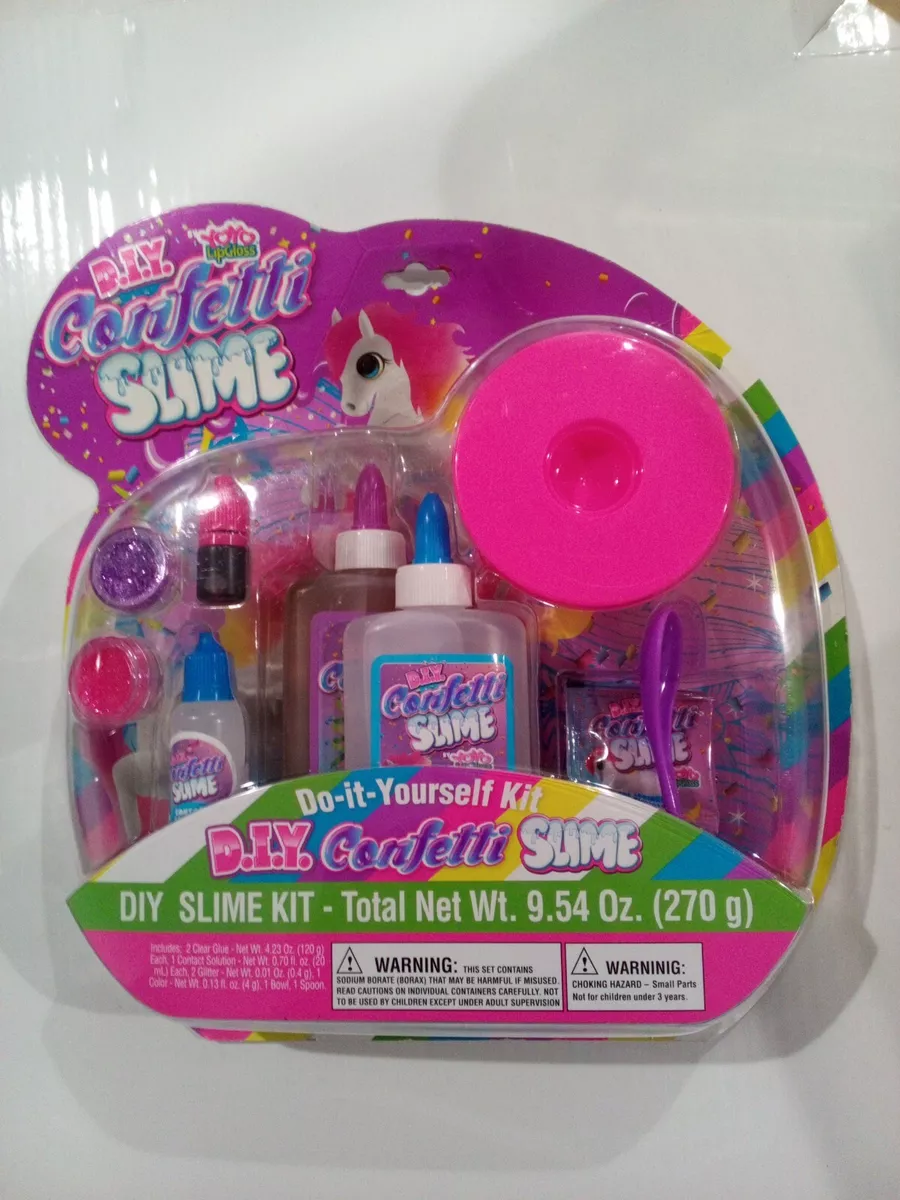 D.I.Y.
YOYO
LipGloss
Confetti
SLIME
Confetti
SLIME
D.I.Y.
Confetti
SLIME
Confetti
SLIME
Do-it-Yourself Kit
D.I.Y. Confetti SLIME
DIY SLIME KIT - Total Net Wt. 9.54 Oz. (270 g)
Includes: 2 Clear Glue - Net Wt. 4.23 Oz. (120 g)
Each, 1 Contact Solution - Net Wt. 0.70 fl. oz. (20
mL) Each, 2 Glitter - Net Wt. 0.01 Oz. (0.4 g), 1
Color - Net Wt. 0.13 fl. oz. (4 g), 1 Bowl, 1 Spoon.
WARNING: THIS SET CONTAINS
SODIUM BORATE (BORAX) THAT MAY BE HARMFUL IF MISUSED.
READ CAUTIONS ON INDIVIDUAL CONTAINERS CAREFULLY. NOT
TO BE USED BY CHILDREN EXCEPT UNDER ADULT SUPERVISION
WARNINIG:
CHOKING HAZARD – Small Parts
Not for children under 3 years.